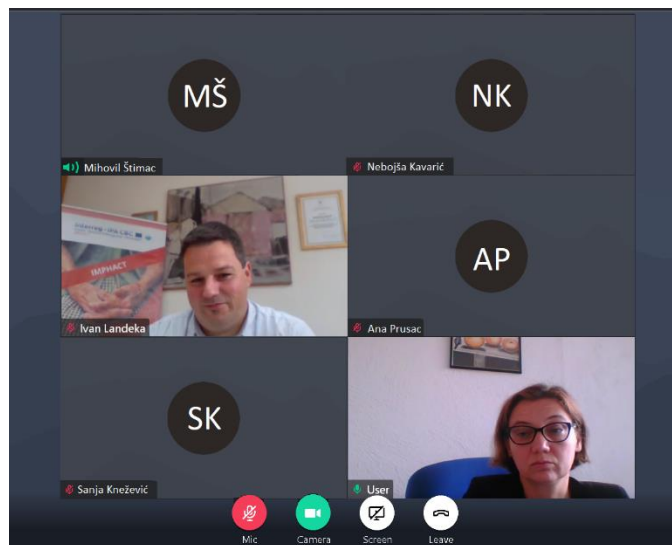 MŠ
NK
Mihovil Štimac
Nebojša Kavarić
IMPHACT
AP
Ivan Landeka
Ana Prusac
SK
Sanja Knežević
User
Mic
Camera
Screen
Leave